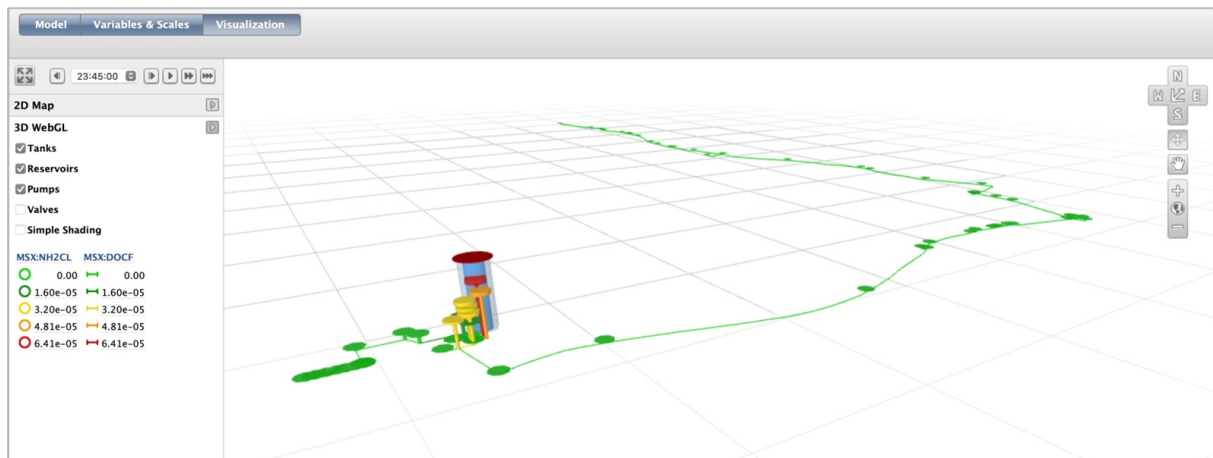 Model Variables & Scales Visualization
23:45:00
2D Map
3D WebGL
Tanks
Reservoirs
Pumps
Valves
Simple Shading
MSX:NH2CL MSX:DOCF
0.00 0.00
1.60e-05 1.60e-05
3.20e-05 3.20e-05
4.81e-05 4.81e-05
6.41e-05 6.41e-05
N
W E
S